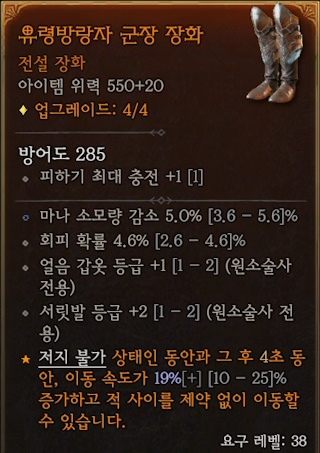 유령방랑자 군장 장화
전설 장화
아이템 위력 550+20
업그레이드: 4/4
방어도 285
피하기 최대 충전 +1 [1]
마나 소모량 감소 5.0% [3.6 - 5.6]%
회피 확률 4.6% [2.6 - 4.6]%
얼음 갑옷 등급 +1 [1 - 2] (원소술사
전용)
서릿발 등급 +2 [1 - 2] (원소술사 전
용)
저지 불가 상태인 동안과 그 후 4초 동
안, 이동 속도가 19%[+] [10 - 25]%
증가하고 적 사이를 제약 없이 이동할
수 있습니다.
요구 레벨: 38